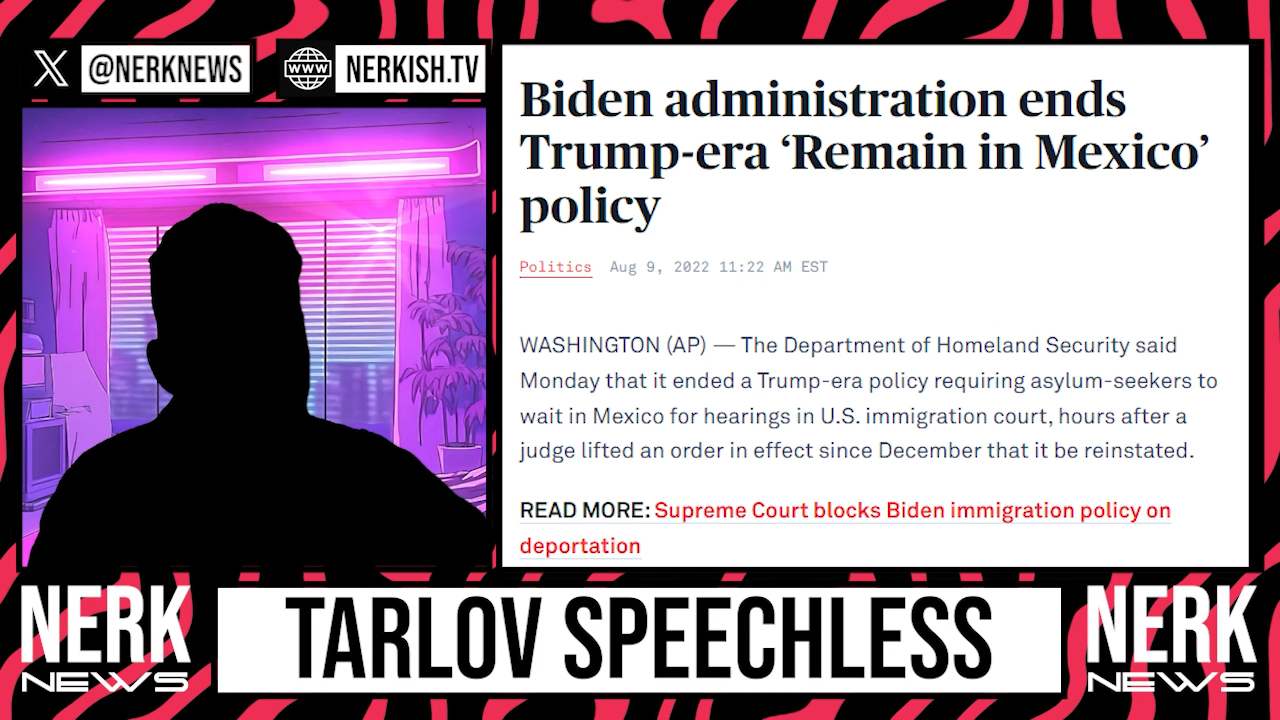 X @NERKNEWS
WWW NERKISH.TV
Biden administration ends
Trump-era ‘Remain in Mexico’
policy
Politics Aug 9, 2022 11:22 AM EST
WASHINGTON (AP) — The Department of Homeland Security said
Monday that it ended a Trump-era policy requiring asylum-seekers to
wait in Mexico for hearings in U.S. immigration court, hours after a
judge lifted an order in effect since December that it be reinstated.
READ MORE: Supreme Court blocks Biden immigration policy on
deportation
NERK
NEWS
TARLOV SPEECHLESS
NERK
NEWS